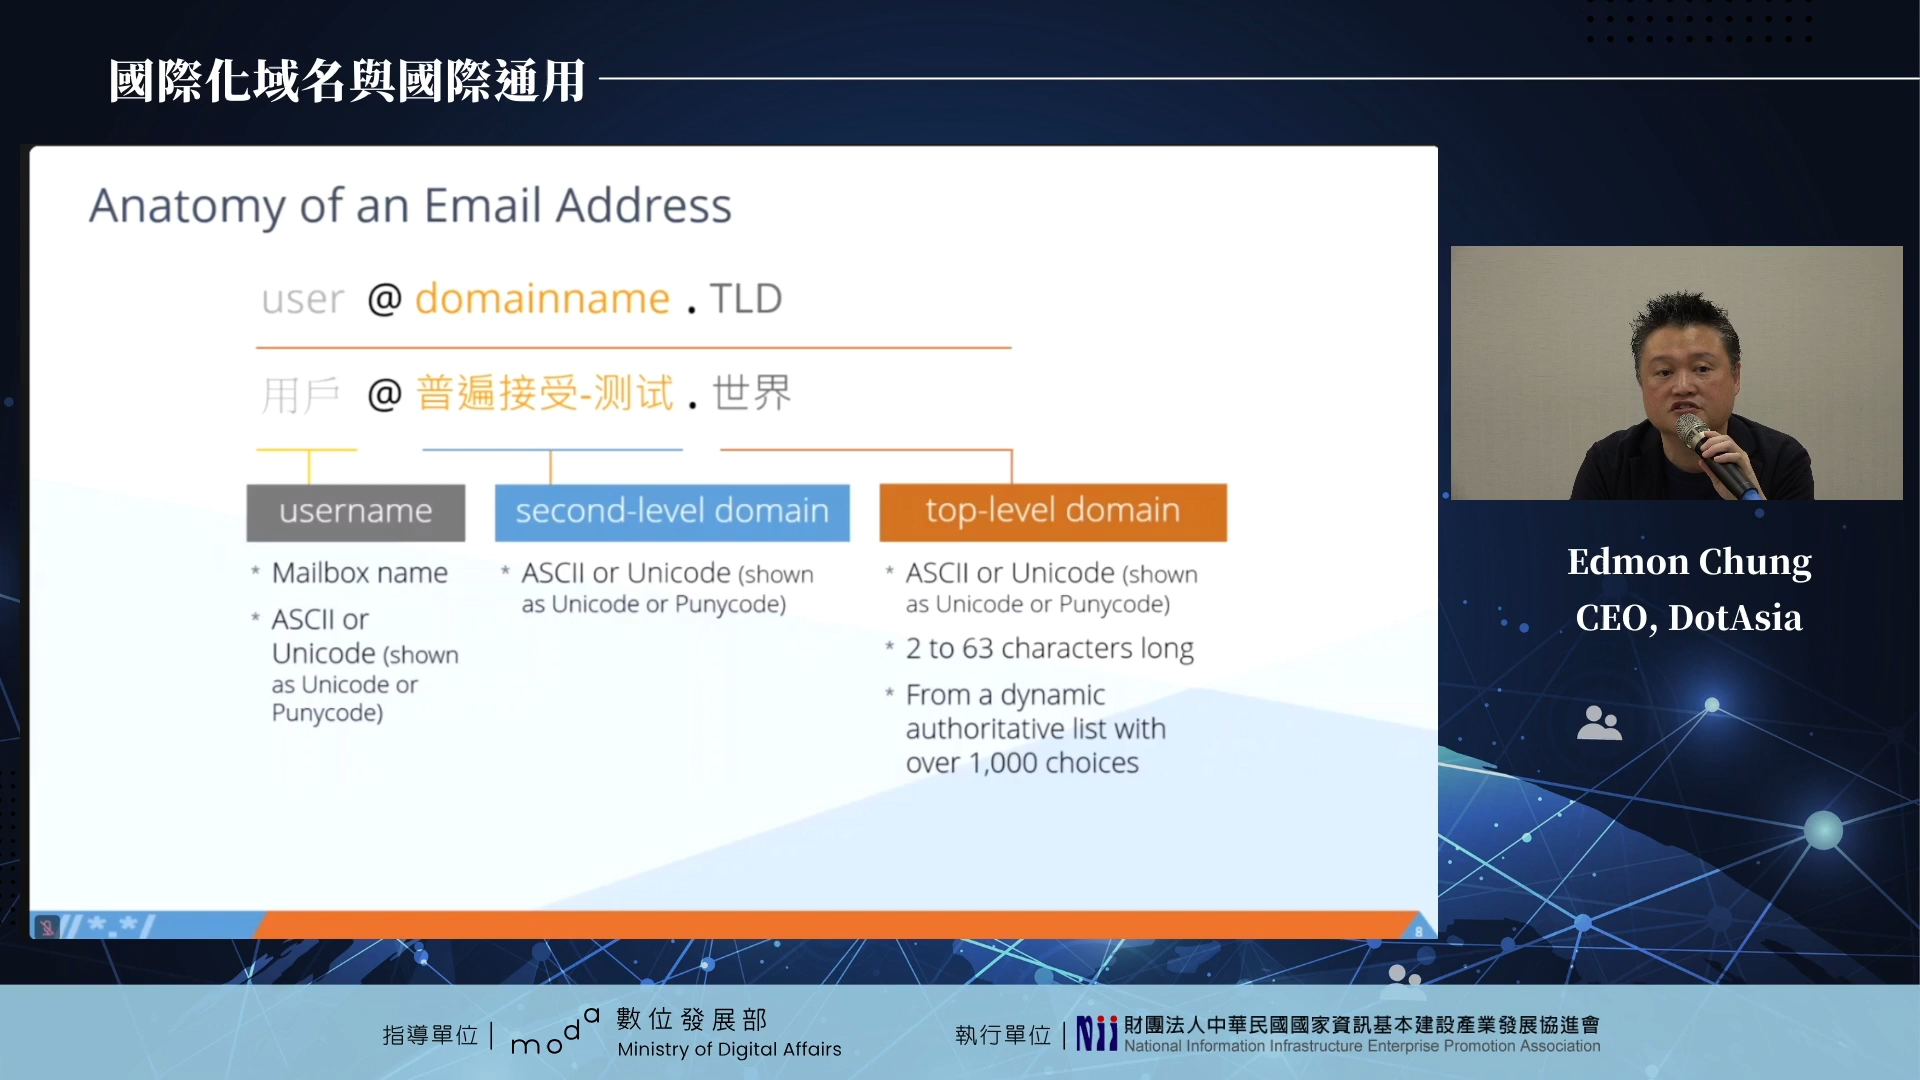 國際化域名與國際通用
Anatomy of an Email Address
user @ domainname . TLD
用戶 @ 普遍接受-测试 . 世界
username
* Mailbox name
* ASCII or
Unicode (shown
as Unicode or
Punycode)
second-level domain
* ASCII or Unicode (shown
as Unicode or Punycode)
top-level domain
* ASCII or Unicode (shown
as Unicode or Punycode)
* 2 to 63 characters long
* From a dynamic
authoritative list with
over 1,000 choices
//*.*/
8
Edmon Chung
CEO, DotAsia
指導單位 | moda 數位發展部
Ministry of Digital Affairs
執行單位 | Nii 財團法人中華民國國家資訊基本建設產業發展協進會
National Information Infrastructure Enterprise Promotion Association